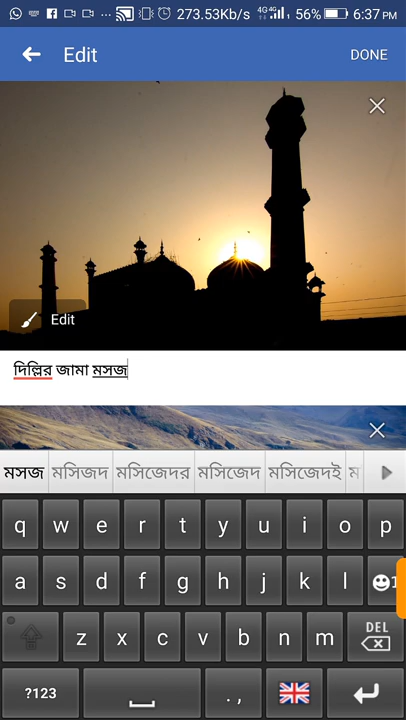 273.53Kb/s 4G 4G 1 56% 6:37 PM
Edit DONE
Edit
দিল্লির জামা মসজ
মসজ মসিজদ মসিজেদর মসিজেদ মসিজেদই ম
q w e r t y u i o p
a s d f g h j k l
z x c v b n m DEL
?123 . ,